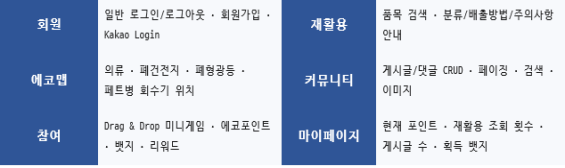 회원
일반 로그인/로그아웃 · 회원가입 ·
Kakao Login
재활용
품목 검색 · 분류/배출방법/주의사항
안내
에코맵
의류 · 폐건전지 · 폐형광등 ·
페트병 회수기 위치
커뮤니티
게시글/댓글 CRUD · 페이징 · 검색 ·
이미지
참여
Drag & Drop 미니게임 · 에코포인트
· 뱃지 · 리워드
마이페이지
현재 포인트 · 재활용 조회 횟수 ·
게시글 수 · 획득 뱃지